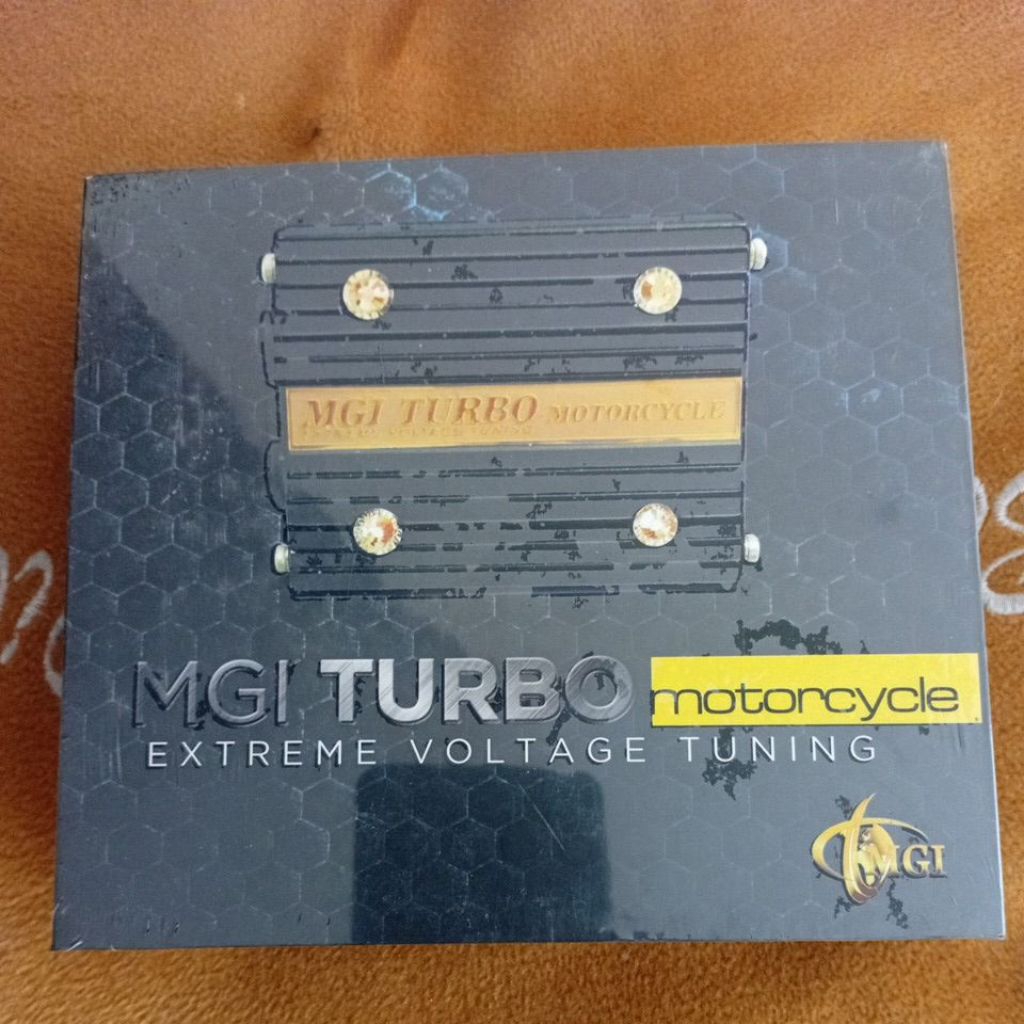 MGI TURBO MOTORCYCLE
MGI TURBO motorcycle
EXTREME VOLTAGE TUNING
MGI